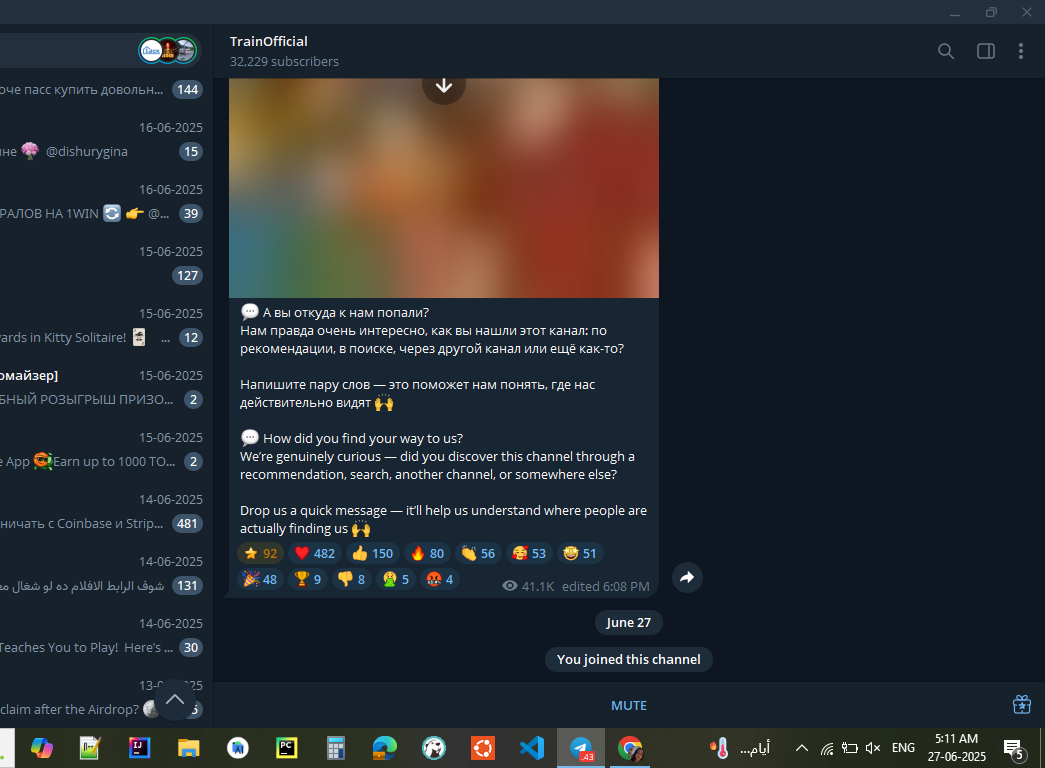 TrainOfficial
32,229 subscribers
оче пасс купить довольн... 144
16-06-2025
не @dishurygina 15
16-06-2025
РАЛОВ НА 1WIN @... 39
15-06-2025
127
15-06-2025
ards in Kitty Solitaire! ... 12
омайзер] 15-06-2025
БНЫЙ РОЗЫГРЫШ ПРИЗО... 2
15-06-2025
e App Earn up to 1000 TO... 2
14-06-2025
ничать с Coinbase и Strip... 481
14-06-2025
شوف الرابط الافلام ده لو شغال مع 131
14-06-2025
Teaches You to Play! Here's ... 30
claim after the Airdrop?
А вы откуда к нам попали?
Нам правда очень интересно, как вы нашли этот канал: по
рекомендации, в поиске, через другой канал или ещё как-то?
Напишите пару слов — это поможет нам понять, где нас
действительно видят
How did you find your way to us?
We're genuinely curious — did you discover this channel through a
recommendation, search, another channel, or somewhere else?
Drop us a quick message — it'll help us understand where people are
actually finding us
92 482 150 80 56 53 51
48 9 8 5 4 41.1K edited 6:08 PM
June 27
You joined this channel
MUTE
IJ PC 43 أيام... ENG 5:11 AM
27-06-2025 5